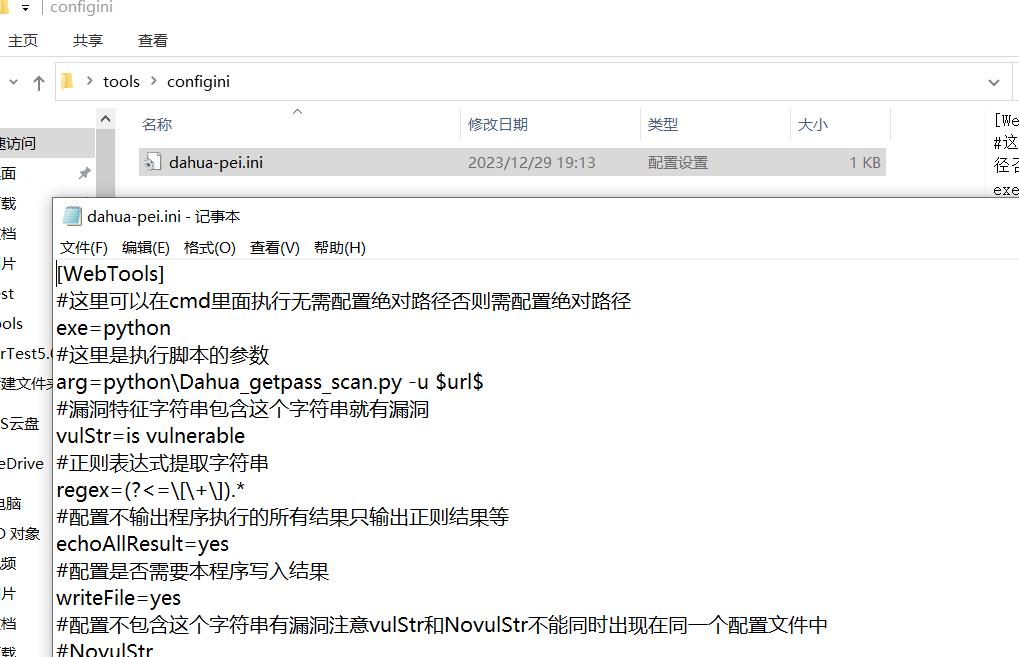 configini
主页 共享 查看
tools configini
名称 修改日期 类型 大小
[We
速访问
#这
dahua-pei.ini 2023/12/29 19:13 配置设置 1 KB
径否
面
exe
载
dahua-pei.ini - 记事本
档
文件(F) 编辑(E) 格式(O) 查看(V) 帮助(H)
片
[WebTools]
est
#这里可以在cmd里面执行无需配置绝对路径否则需配置绝对路径
ools
exe=python
rTest5.0
#这里是执行脚本的参数
建文件夹
arg=python\Dahua_getpass_scan.py -u $url$
#漏洞特征字符串包含这个字符串就有漏洞
S云盘
vulStr=is vulnerable
eDrive
#正则表达式提取字符串
regex=(?<=\[\+\]).*
电脑
#配置不输出程序执行的所有结果只输出正则结果等
D 对象
echoAllResult=yes
视频
#配置是否需要本程序写入结果
片
writeFile=yes
档
#配置不包含这个字符串有漏洞注意vulStr和NovulStr不能同时出现在同一个配置文件中
载
#NovulStr